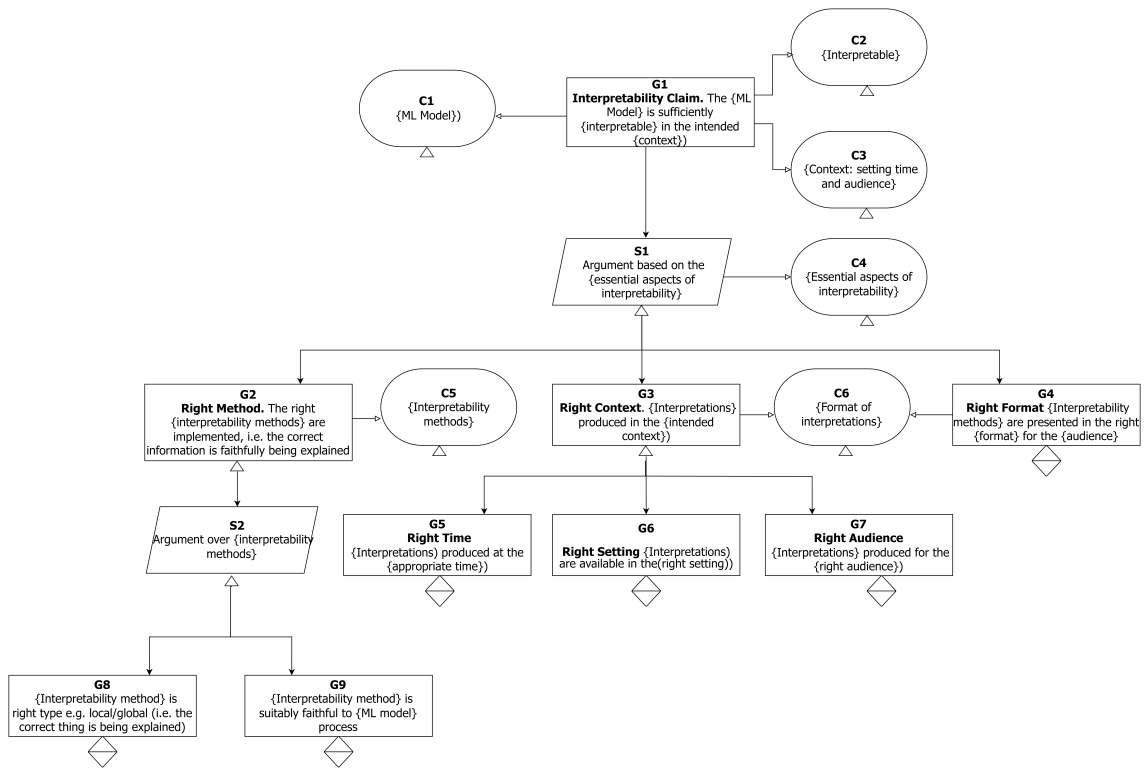 C2
{Interpretable}
G1
Interpretability Claim. The {ML
Model} is sufficiently
{interpretable} in the intended
{context})
C1
{ML Model})
C3
{Context: setting time
and audience}
S1
Argument based on the
{essential aspects of
interpretability}
C4
{Essential aspects of
interpretability}
G2
Right Method. The right
{interpretability methods} are
implemented, i.e. the correct
information is faithfully being explained
C5
{Interpretability
methods}
G3
Right Context. {Interpretations}
produced in the {intended
context})
C6
{Format of
interpretations}
G4
Right Format {Interpretability
methods} are presented in the right
{format} for the {audience}
S2
Argument over {interpretability
methods}
G5
Right Time
{Interpretations) produced at the
{appropriate time})
G6
Right Setting {Interpretations)
are available in the(right setting))
G7
Right Audience
{Interpretations} produced for the
{right audience})
G8
{Interpretability method} is
right type e.g. local/global (i.e. the
correct thing is being explained)
G9
{Interpretability method} is
suitably faithful to {ML model}
process